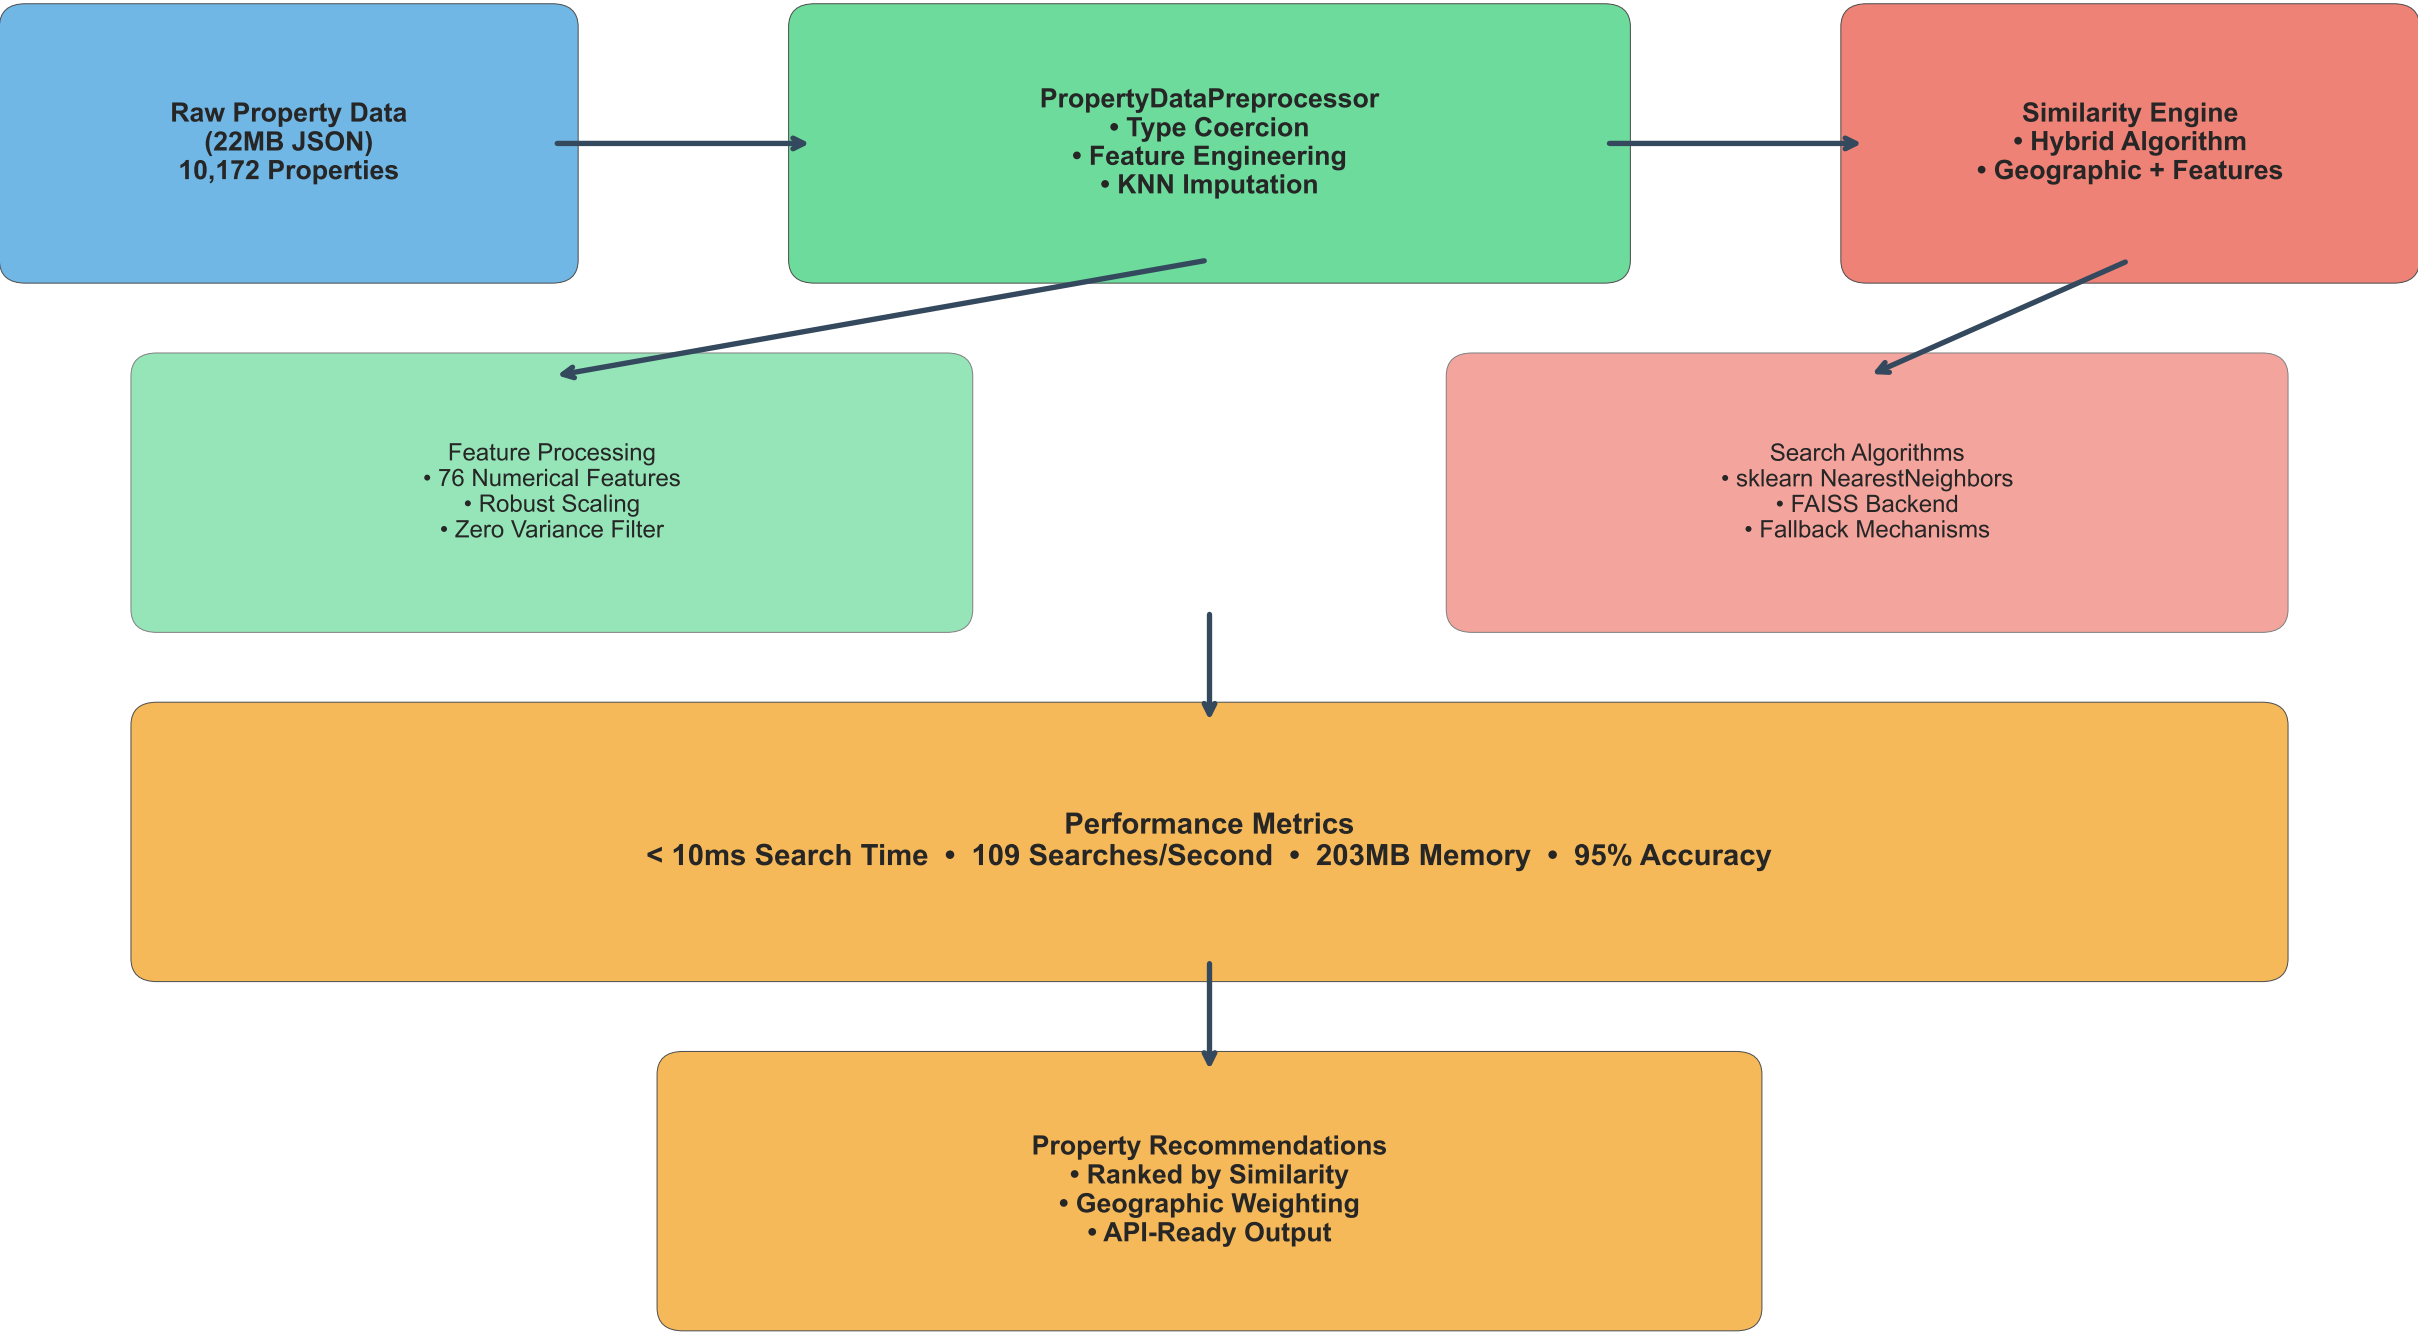 Raw Property Data
(22MB JSON)
10,172 Properties
PropertyDataPreprocessor
• Type Coercion
• Feature Engineering
• KNN Imputation
Similarity Engine
• Hybrid Algorithm
• Geographic + Features
Feature Processing
• 76 Numerical Features
• Robust Scaling
• Zero Variance Filter
Search Algorithms
• sklearn NearestNeighbors
• FAISS Backend
• Fallback Mechanisms
Performance Metrics
< 10ms Search Time • 109 Searches/Second • 203MB Memory • 95% Accuracy
Property Recommendations
• Ranked by Similarity
• Geographic Weighting
• API-Ready Output